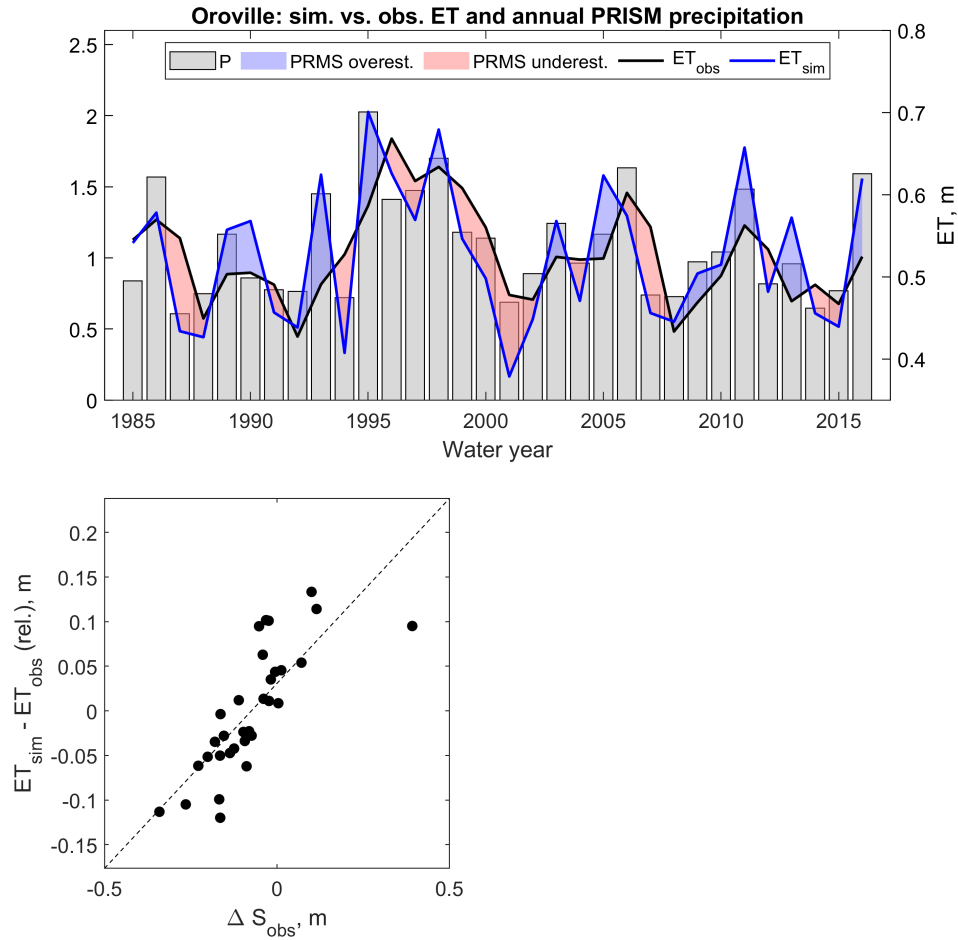 Oroville: sim. vs. obs. ET and annual PRISM precipitation
P PRMS overest. PRMS underest. ET_obs ET_sim
2.5
2
1.5
1
0.5
0
0.8
0.7
0.6
0.5
0.4
ET, m
1985 1990 1995 2000 2005 2010 2015
Water year
0.2
0.15
0.1
0.05
0
-0.05
-0.1
-0.15
ET_sim - ET_obs (rel.), m
-0.5 0 0.5
Δ S_obs, m